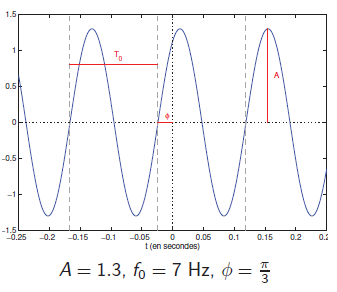 1.5
1
0.5
0
−0.5
−1
−1.5
T0
ϕ
A
−0.25 −0.2 −0.15 −0.1 −0.05 0 0.05 0.1 0.15 0.2
t (en secondes)
A = 1.3, f0 = 7 Hz, ϕ = π/3